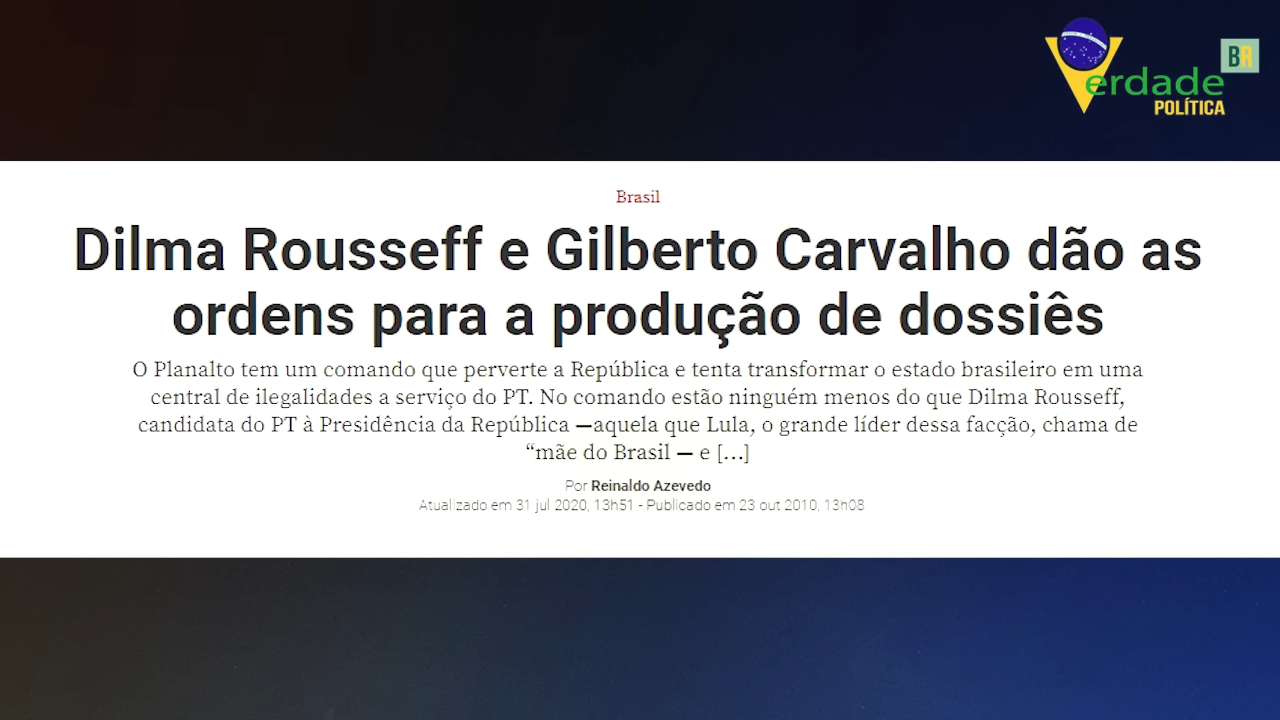 Verdade
BR
POLÍTICA
Brasil
Dilma Rousseff e Gilberto Carvalho dão as
ordens para a produção de dossiês
O Planalto tem um comando que perverte a República e tenta transformar o estado brasileiro em uma
central de ilegalidades a serviço do PT. No comando estão ninguém menos do que Dilma Rousseff,
candidata do PT à Presidência da República —aquela que Lula, o grande líder dessa facção, chama de
“mãe do Brasil — e [...]
Por Reinaldo Azevedo
Atualizado em 31 jul 2020, 13h51 - Publicado em 23 out 2010, 13h08